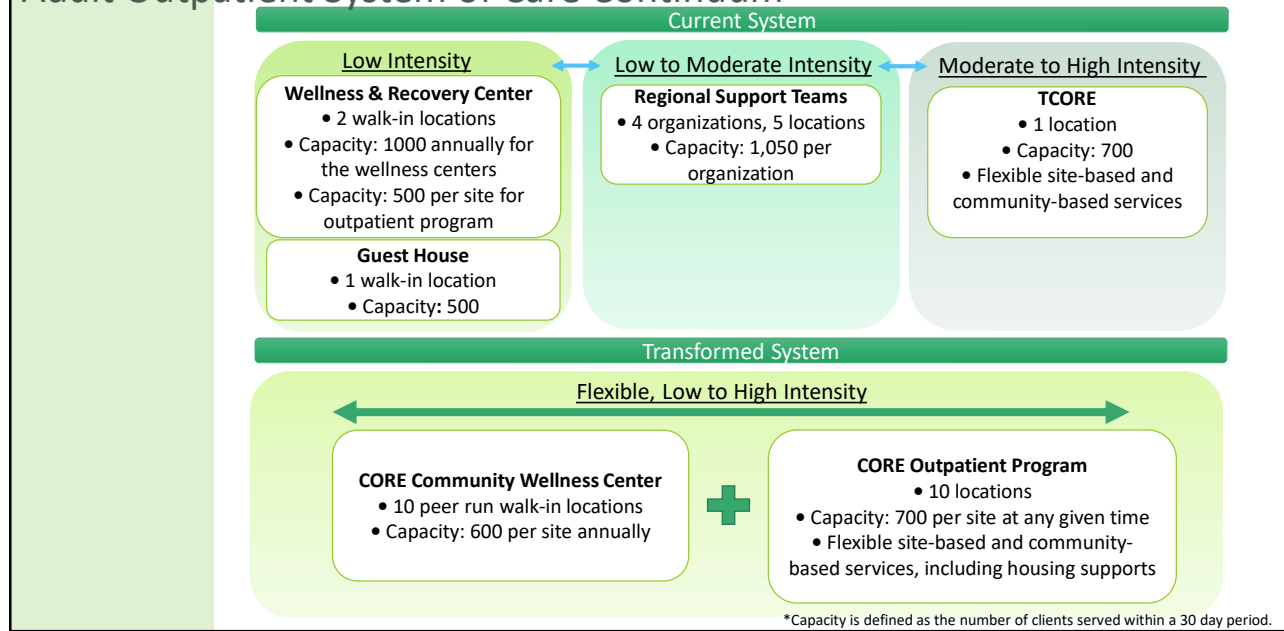 Adult Outpatient System of Care Continuum
Current System
Low Intensity
Wellness & Recovery Center
• 2 walk-in locations
• Capacity: 1000 annually for
the wellness centers
• Capacity: 500 per site for
outpatient program
Guest House
• 1 walk-in location
• Capacity: 500
Low to Moderate Intensity
Regional Support Teams
• 4 organizations, 5 locations
• Capacity: 1,050 per
organization
Moderate to High Intensity
TCORE
• 1 location
• Capacity: 700
• Flexible site-based and
community-based services
Transformed System
Flexible, Low to High Intensity
CORE Community Wellness Center
• 10 peer run walk-in locations
• Capacity: 600 per site annually
CORE Outpatient Program
• 10 locations
• Capacity: 700 per site at any given time
• Flexible site-based and community-
based services, including housing supports
*Capacity is defined as the number of clients served within a 30 day period.